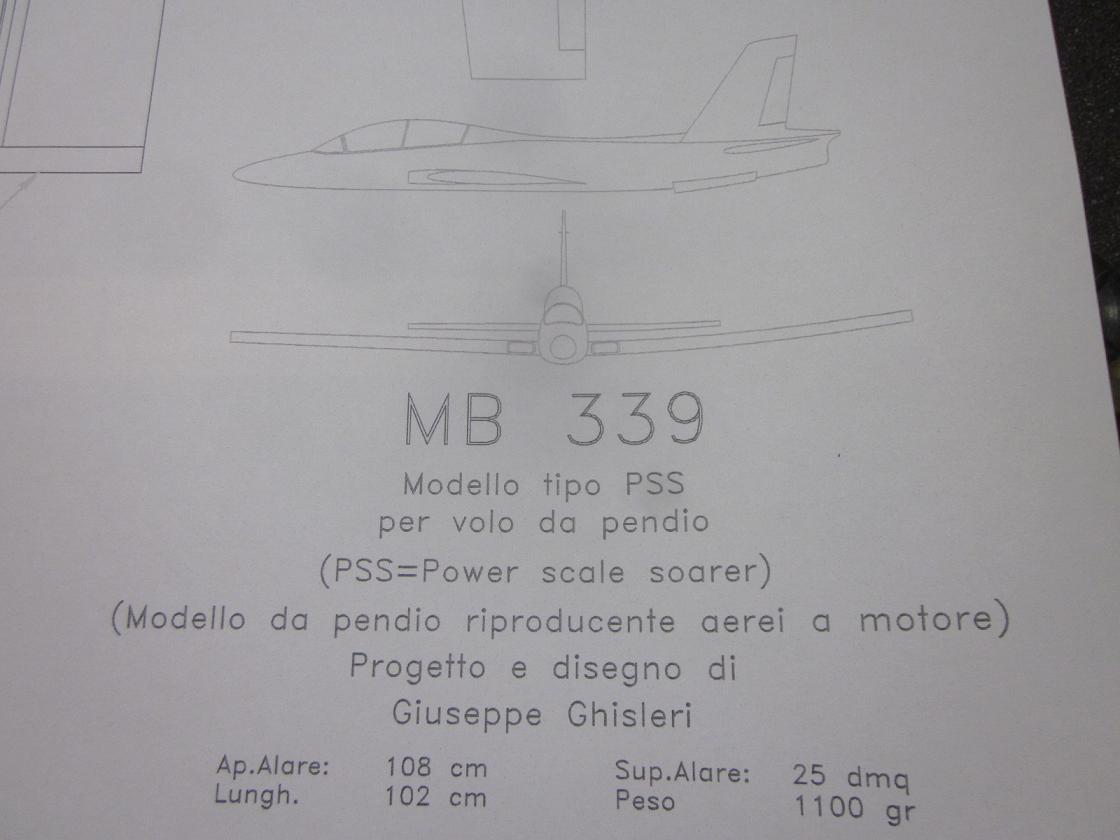 MB 339
Modello tipo PSS
per volo da pendio
(PSS=Power scale soarer)
(Modello da pendio riproducente aerei a motore)
Progetto e disegno di
Giuseppe Ghisleri
Ap.Alare: 108 cm Sup.Alare: 25 dmq
Lungh. 102 cm Peso 1100 gr